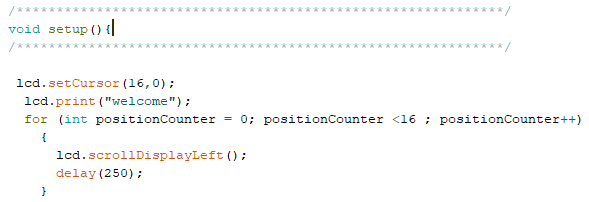 /*************************************************************/
void setup(){
/*************************************************************/
lcd.setCursor(16,0);
lcd.print("welcome");
for (int positionCounter = 0; positionCounter <16 ; positionCounter++)
{
lcd.scrollDisplayLeft();
delay(250);
}